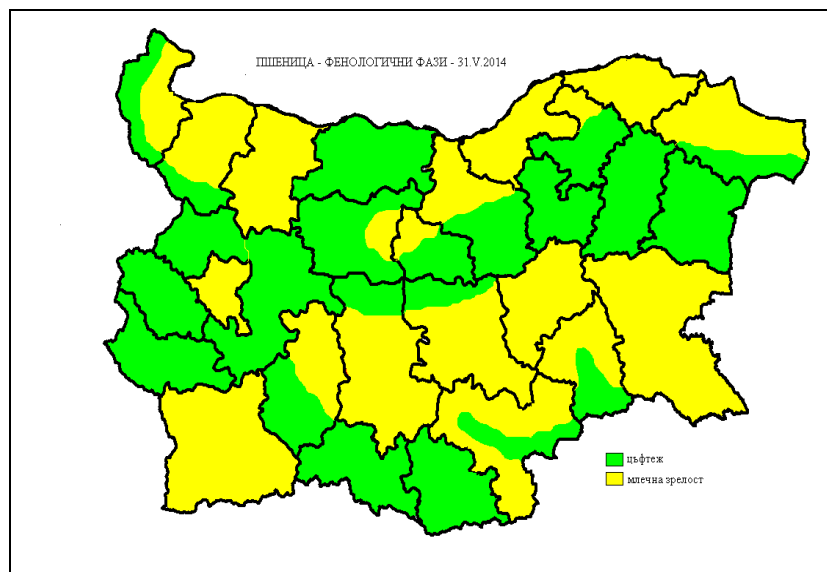 ПШЕНИЦА - ФЕНОЛОГИЧНИ ФАЗИ - 31.V.2014
цъфтеж
млечна зрелост